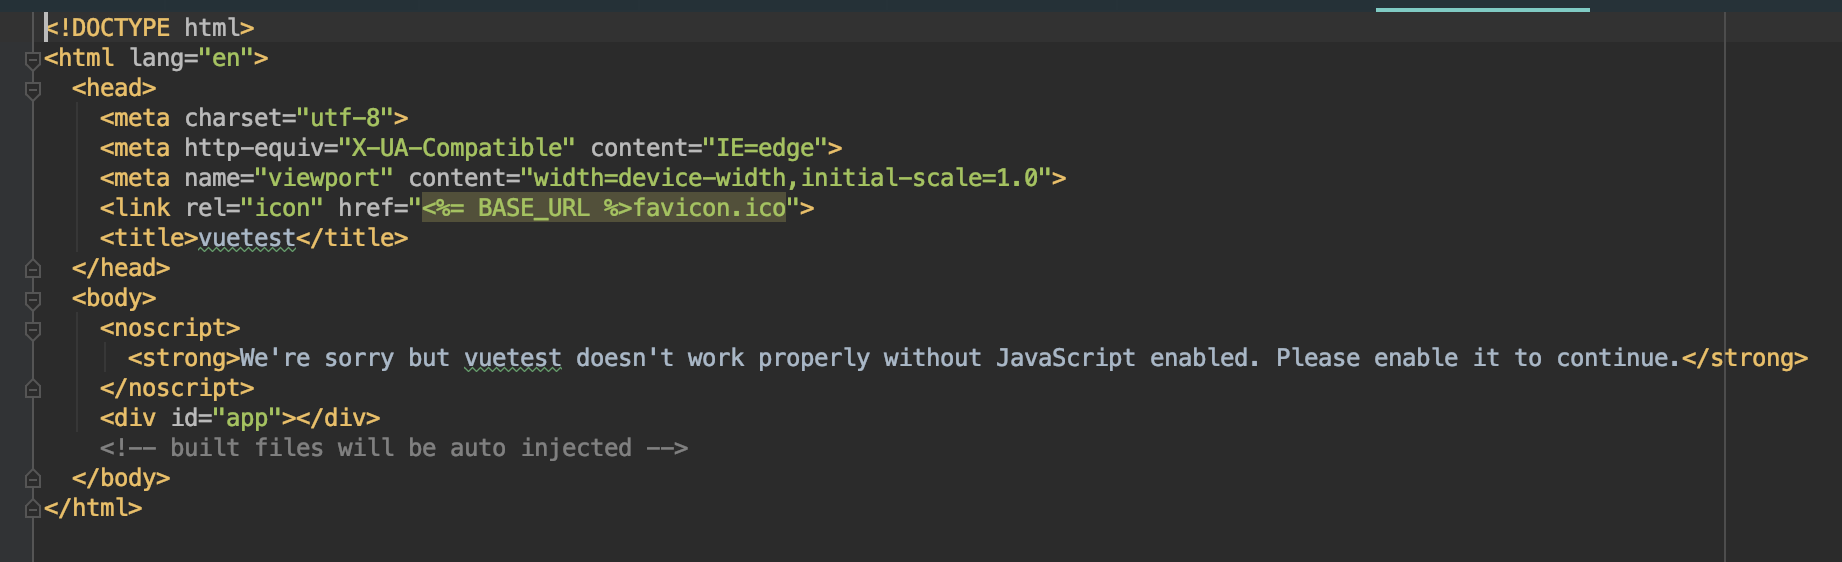 <!DOCTYPE html>
<html lang="en">
  <head>
    <meta charset="utf-8">
    <meta http-equiv="X-UA-Compatible" content="IE=edge">
    <meta name="viewport" content="width=device-width,initial-scale=1.0">
    <link rel="icon" href="<%= BASE_URL %>favicon.ico">
    <title>vuetest</title>
  </head>
  <body>
    <noscript>
      <strong>We're sorry but vuetest doesn't work properly without JavaScript enabled. Please enable it to continue.</strong>
    </noscript>
    <div id="app"></div>
    <!-- built files will be auto injected -->
  </body>
</html>